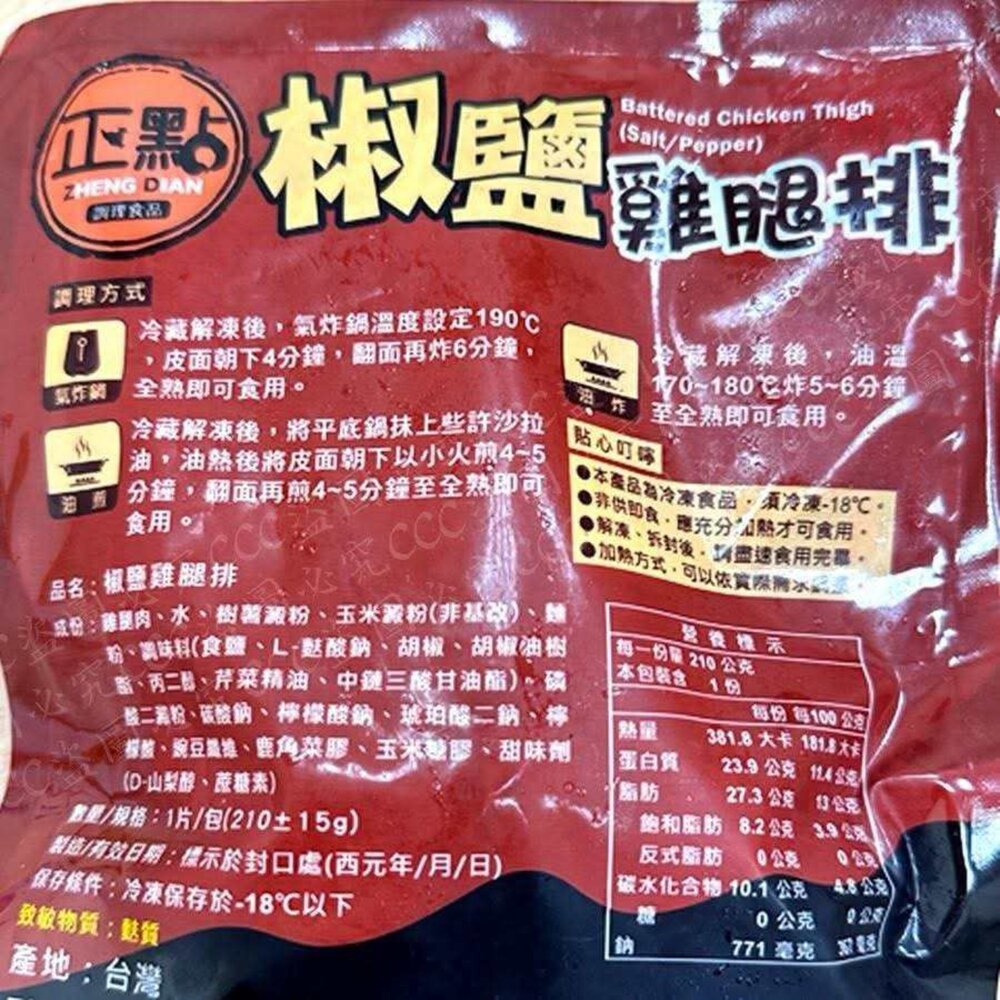 正點
ZHENG DIAN
調理食品
椒鹽
Battered Chicken Thigh
(Salt/Pepper)
雞腿排
調理方式
氣炸鍋
冷藏解凍後，氣炸鍋溫度設定190℃
，皮面朝下4分鐘，翻面再炸6分鐘，
全熟即可食用。
油煎
冷藏解凍後，將平底鍋抹上些許沙拉
油，油熱後將皮面朝下以小火煎4~5
分鐘，翻面再煎4~5分鐘至全熟即可
食用。
油炸
冷藏解凍後，油溫
170~180℃炸5~6分鐘
至全熟即可食用。
貼心叮嚀
●本產品為冷凍食品，須冷凍-18℃。
●非供即食，應充分加熱才可食用。
●解凍、拆封後，請盡速食用完畢。
●加熱方式，可以依實際需求
品名：椒鹽雞腿排
成份：雞腿肉、水、樹薯澱粉、玉米澱粉(非基改)、麵
粉、調味料(食鹽、L-麩酸鈉、胡椒、胡椒油樹
脂、丙二醇、芹菜精油、中鏈三酸甘油酯)、磷
酸二澱粉、碳酸鈉、檸檬酸鈉、琥珀酸二鈉、檸
檬酸、豌豆纖維、鹿角菜膠、玉米糖膠、甜味劑
(D-山梨醇、蔗糖素)
數量/規格：1片/包(210±15g)
製造/有效日期：標示於封口處(西元年/月/日)
保存條件：冷凍保存於-18℃以下
致敏物質：麩質
產地：台灣
營養標示
每一份量 210 公克
本包裝含 1 份
每份 每100 公克
熱量 381.8 大卡 181.8 大卡
蛋白質 23.9 公克 11.4 公克
脂肪 27.3 公克 13 公克
飽和脂肪 8.2 公克 3.9 公克
反式脂肪 0 公克 0 公克
碳水化合物 10.1 公克 4.8 公克
糖 0 公克 0 公克
鈉 771 毫克 367 毫克